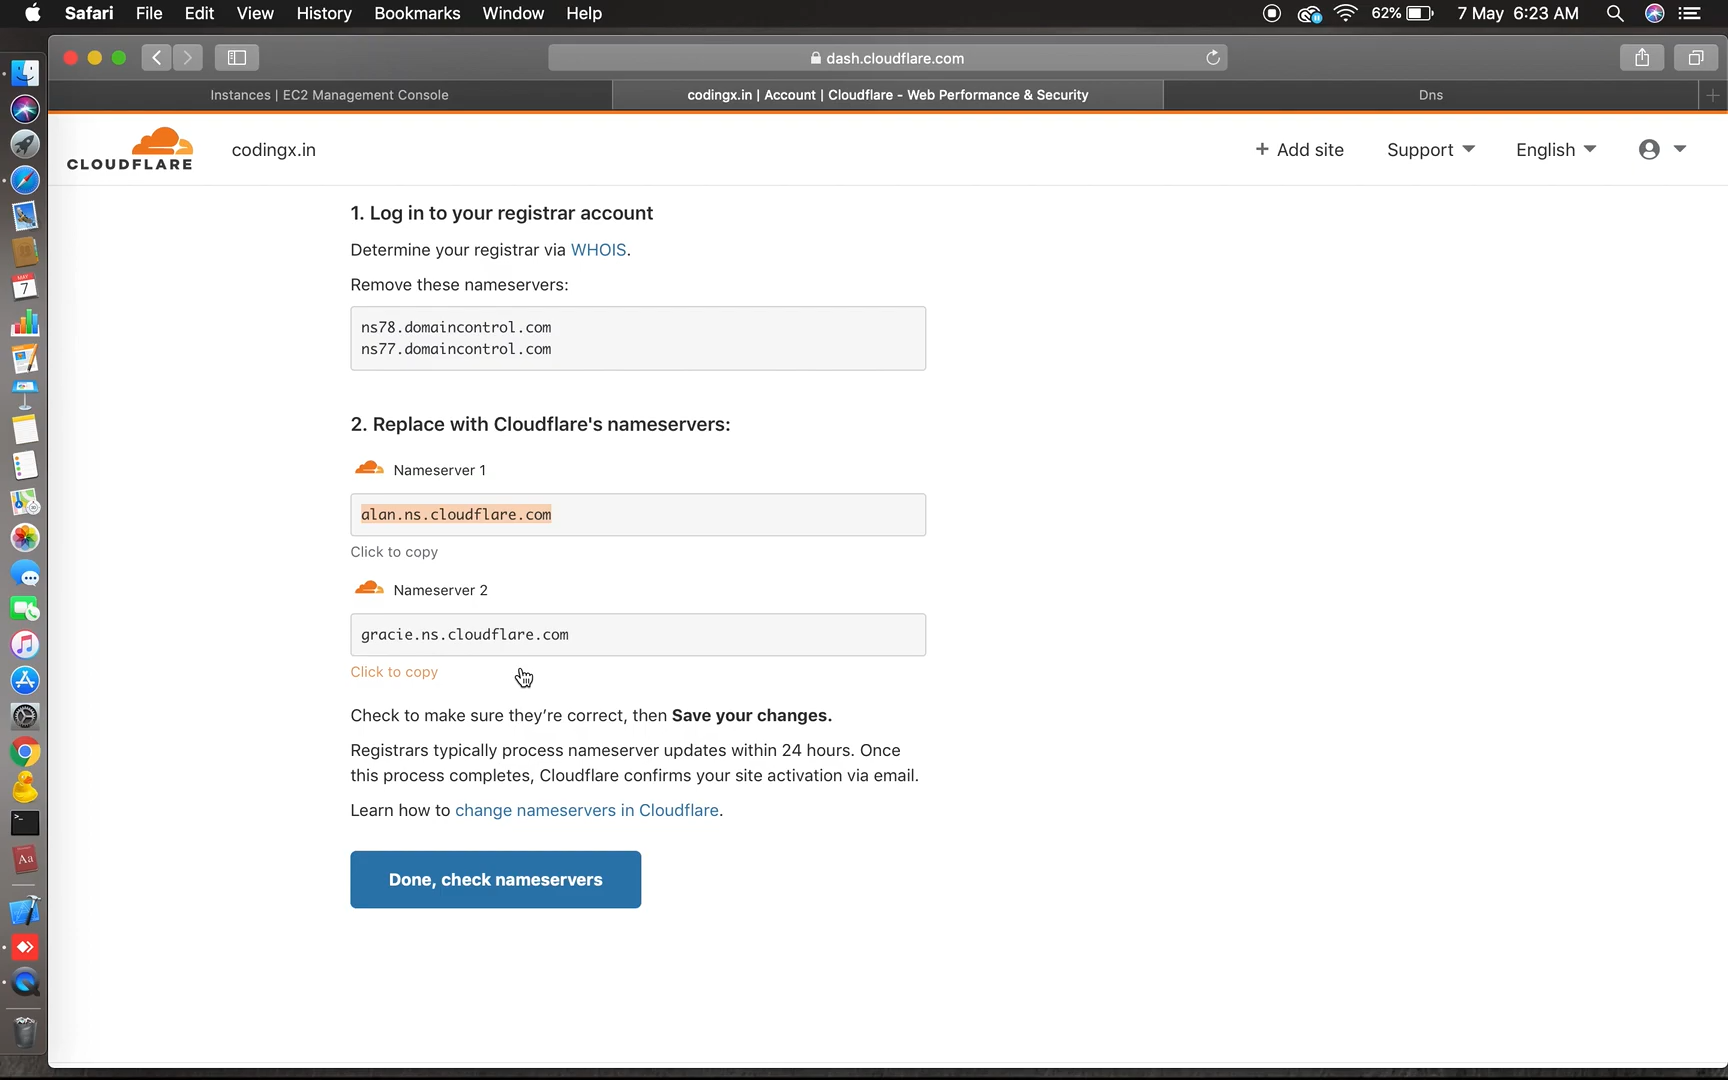 Safari File Edit View History Bookmarks Window Help 62% 7 May 6:23 AM
dash.cloudflare.com
Instances | EC2 Management Console codingx.in | Account | Cloudflare - Web Performance & Security Dns
CLOUDFLARE codingx.in + Add site Support English
1. Log in to your registrar account
Determine your registrar via WHOIS.
Remove these nameservers:
ns78.domaincontrol.com
ns77.domaincontrol.com
2. Replace with Cloudflare's nameservers:
Nameserver 1
alan.ns.cloudflare.com
Click to copy
Nameserver 2
gracie.ns.cloudflare.com
Click to copy
Check to make sure they’re correct, then Save your changes.
Registrars typically process nameserver updates within 24 hours. Once
this process completes, Cloudflare confirms your site activation via email.
Learn how to change nameservers in Cloudflare.
Done, check nameservers
MAY
7
Aa